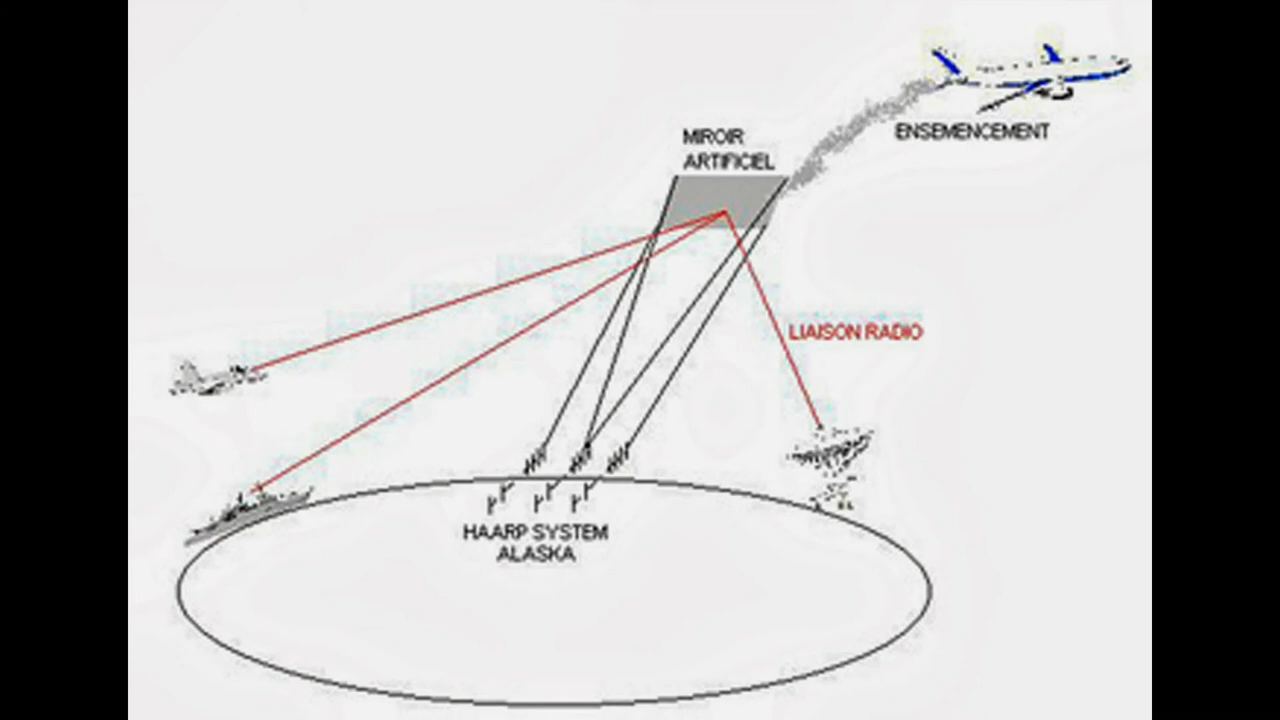 ENSEMENCEMENT
MIROIR
ARTIFICIEL
LIAISON RADIO
HAARP SYSTEM
ALASKA